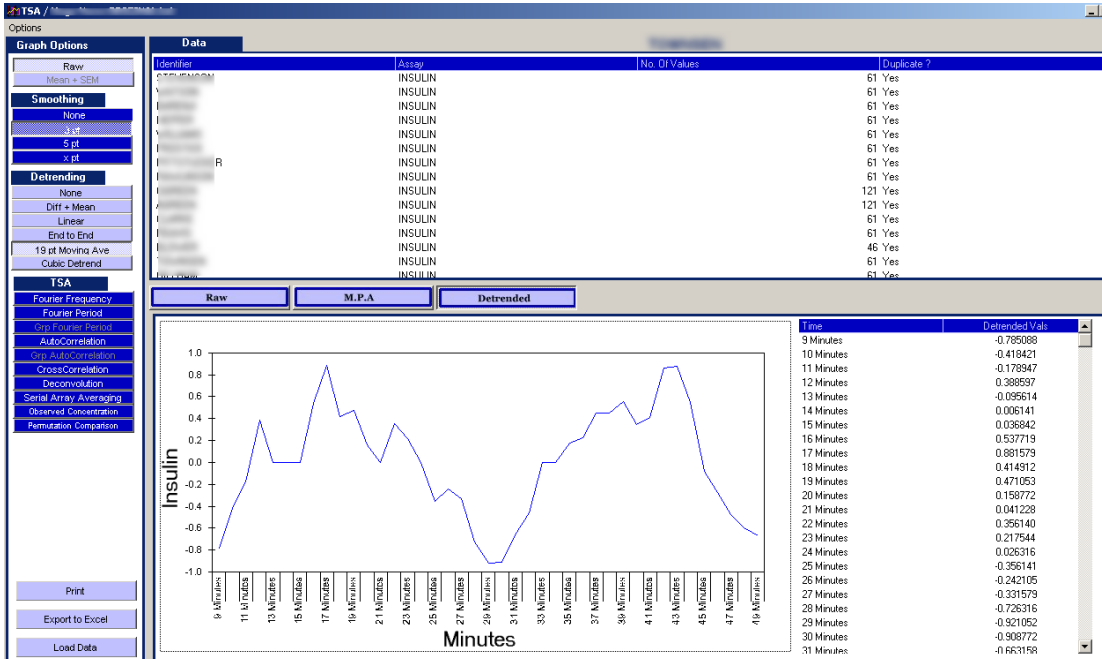 TSA /
Options
Graph Options
Raw
Mean + SEM
Smoothing
None
3 pt
5 pt
x pt
Detrending
None
Diff + Mean
Linear
End to End
19 pt Moving Ave
Cubic Detrend
TSA
Fourier Frequency
Fourier Period
Grp Fourier Period
AutoCorrelation
Grp AutoCorrelation
CrossCorrelation
Deconvolution
Serial Array Averaging
Observed Concentration
Permutation Comparison
Print
Export to Excel
Load Data
Data
Identifier Assay No. Of Values Duplicate ?
INSULIN 61 Yes
INSULIN 61 Yes
INSULIN 61 Yes
INSULIN 61 Yes
INSULIN 61 Yes
INSULIN 61 Yes
R INSULIN 61 Yes
INSULIN 61 Yes
INSULIN 121 Yes
INSULIN 121 Yes
INSULIN 61 Yes
INSULIN 61 Yes
INSULIN 46 Yes
INSULIN 61 Yes
INSULIN 61 Yes
Raw M.P.A Detrended
1.0
0.8
0.6
0.4
0.2
0.0
-0.2
-0.4
-0.6
-0.8
-1.0
Insulin
9 Minutes
11 Minutes
13 Minutes
15 Minutes
17 Minutes
19 Minutes
21 Minutes
23 Minutes
25 Minutes
27 Minutes
29 Minutes
31 Minutes
33 Minutes
35 Minutes
37 Minutes
39 Minutes
41 Minutes
43 Minutes
45 Minutes
47 Minutes
49 Minutes
Minutes
Time Detrended Vals
9 Minutes -0.785088
10 Minutes -0.418421
11 Minutes -0.178947
12 Minutes 0.388597
13 Minutes -0.095614
14 Minutes 0.006141
15 Minutes 0.036842
16 Minutes 0.537719
17 Minutes 0.881579
18 Minutes 0.414912
19 Minutes 0.471053
20 Minutes 0.158772
21 Minutes 0.041228
22 Minutes 0.356140
23 Minutes 0.217544
24 Minutes 0.026316
25 Minutes -0.356141
26 Minutes -0.242105
27 Minutes -0.331579
28 Minutes -0.726316
29 Minutes -0.921052
30 Minutes -0.908772
31 Minutes -0.663158